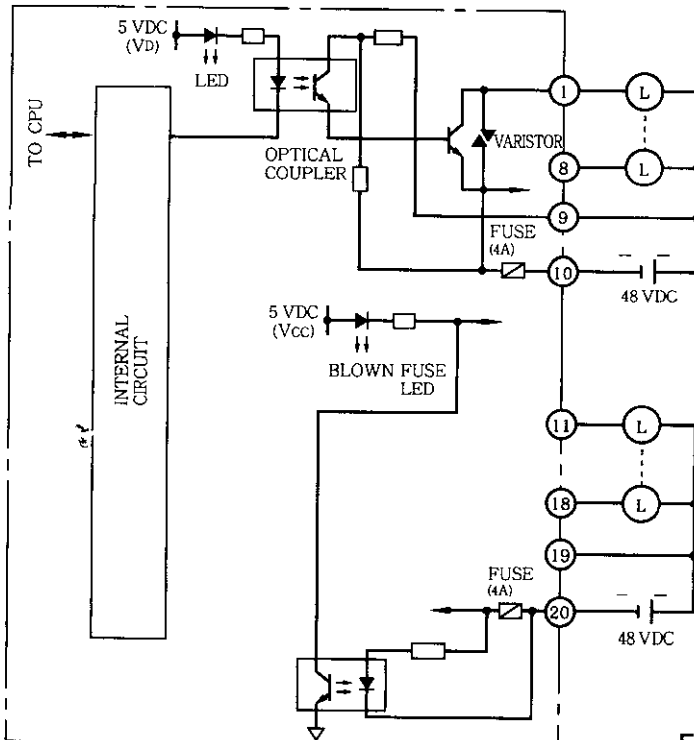 5 VDC
(VD)
LED
TO CPU
OPTICAL
COUPLER
VARISTOR
1
L
8
L
9
FUSE
(4A)
10
48 VDC
INTERNAL
CIRCUIT
5 VDC
(VCC)
BLOWN FUSE
LED
11
L
18
L
19
FUSE
(4A)
20
48 VDC